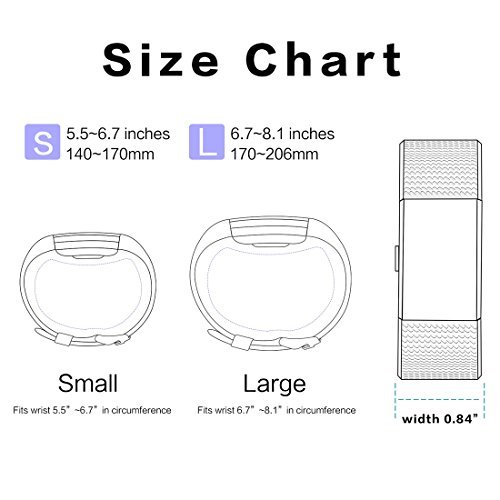 Size Chart
S 5.5~6.7 inches
140~170mm
L 6.7~8.1 inches
170~206mm
Small
Fits wrist 5.5" ~6.7" in circumference
Large
Fits wrist 6.7" ~8.1" in circumference
width 0.84"